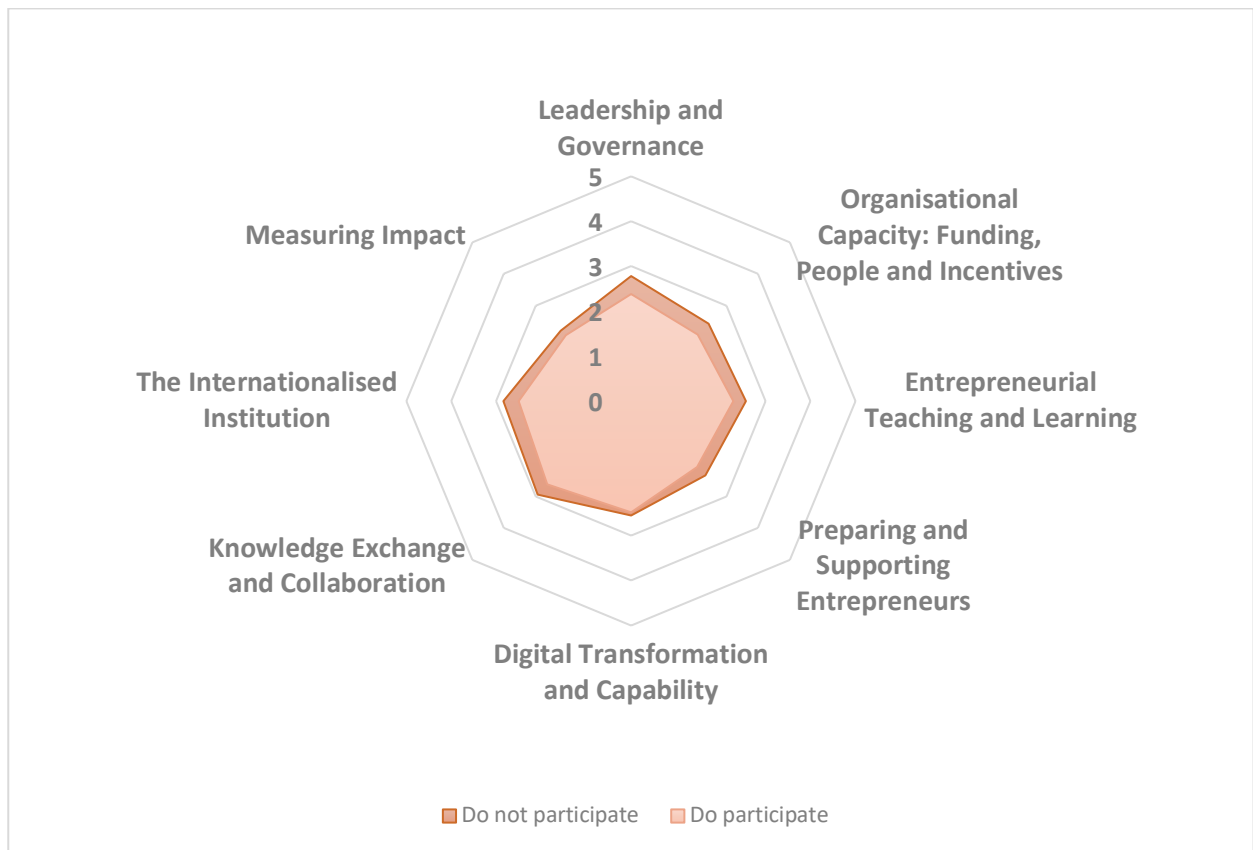 Leadership and
Governance
Organisational
Capacity: Funding,
People and Incentives
Entrepreneurial
Teaching and Learning
Preparing and
Supporting
Entrepreneurs
Digital Transformation
and Capability
Knowledge Exchange
and Collaboration
The Internationalised
Institution
Measuring Impact
5
4
3
2
1
0
Do not participate
Do participate